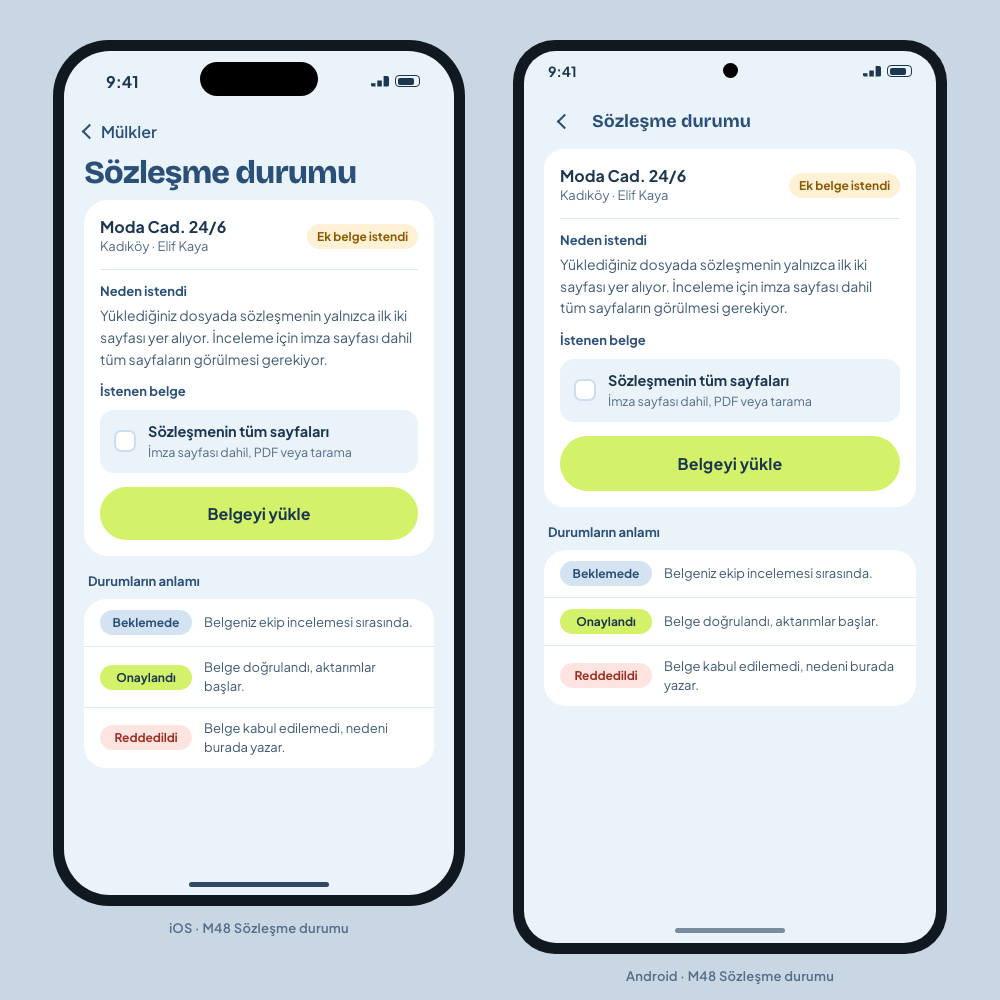 9:41
Mülkler
Sözleşme durumu
Moda Cad. 24/6
Kadıköy · Elif Kaya
Ek belge istendi
Neden istendi
Yüklediğiniz dosyada sözleşmenin yalnızca ilk iki
sayfası yer alıyor. İnceleme için imza sayfası dahil
tüm sayfaların görülmesi gerekiyor.
İstenen belge
Sözleşmenin tüm sayfaları
İmza sayfası dahil, PDF veya tarama
Belgeyi yükle
Durumların anlamı
Beklemede
Belgeniz ekip incelemesi sırasında.
Onaylandı
Belge doğrulandı, aktarımlar
başlar.
Reddedildi
Belge kabul edilemedi, nedeni
burada yazar.
iOS · M48 Sözleşme durumu
9:41
Sözleşme durumu
Moda Cad. 24/6
Kadıköy · Elif Kaya
Ek belge istendi
Neden istendi
Yüklediğiniz dosyada sözleşmenin yalnızca ilk iki
sayfası yer alıyor. İnceleme için imza sayfası dahil
tüm sayfaların görülmesi gerekiyor.
İstenen belge
Sözleşmenin tüm sayfaları
İmza sayfası dahil, PDF veya tarama
Belgeyi yükle
Durumların anlamı
Beklemede
Belgeniz ekip incelemesi sırasında.
Onaylandı
Belge doğrulandı, aktarımlar başlar.
Reddedildi
Belge kabul edilemedi, nedeni burada
yazar.
Android · M48 Sözleşme durumu